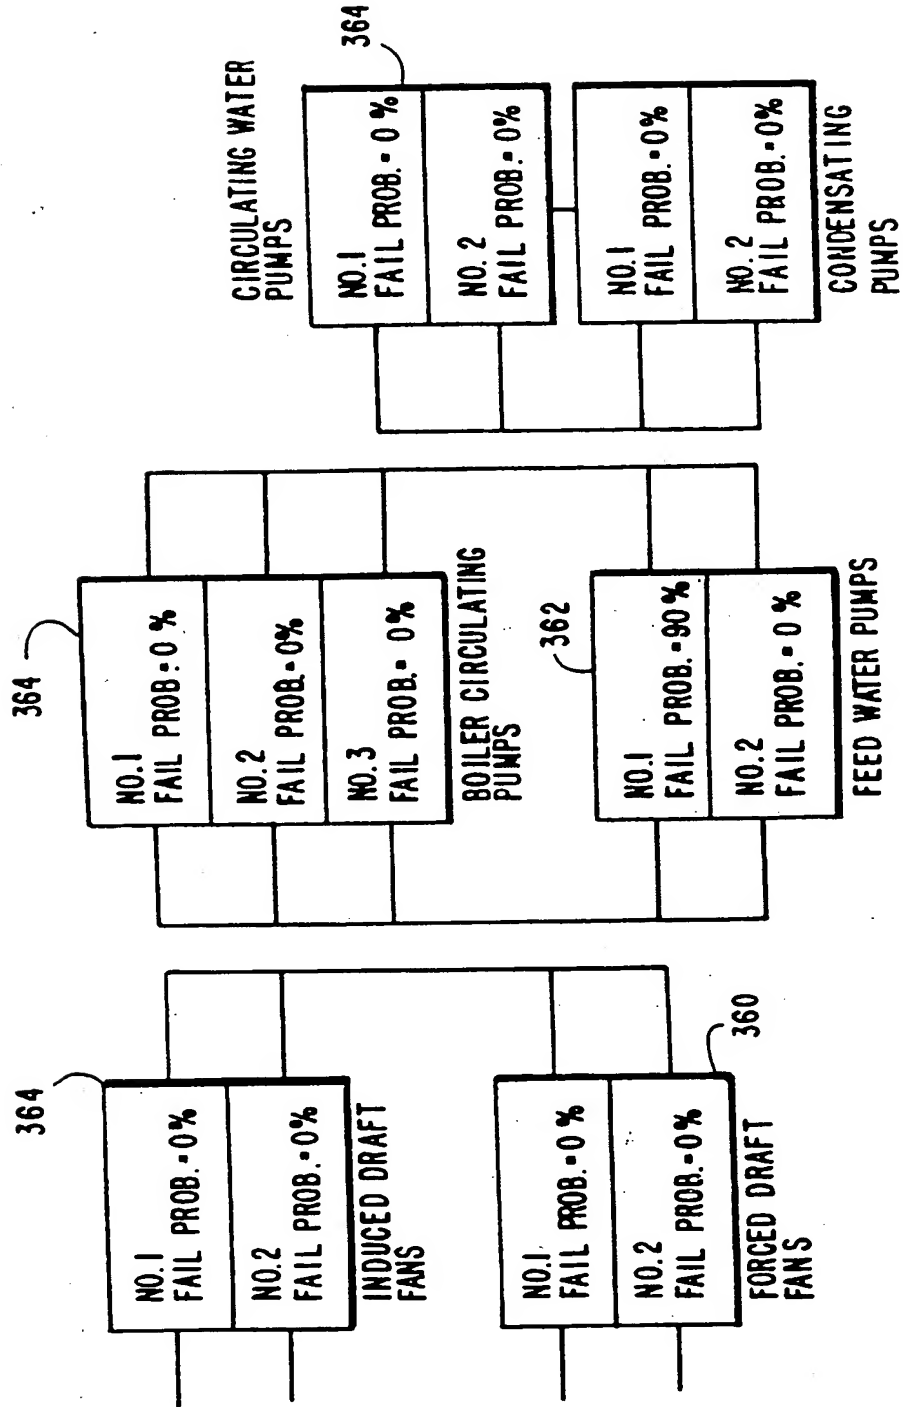 364
NO.1
FAIL PROB.=0%
NO.2
FAIL PROB.=0%
INDUCED DRAFT
FANS
NO.1
FAIL PROB.=0%
NO.2
FAIL PROB.=0%
360
FORCED DRAFT
FANS
364
NO.1
FAIL PROB.=0%
NO.2
FAIL PROB.=0%
NO.3
FAIL PROB.=0%
BOILER CIRCULATING
PUMPS
362
NO.1
FAIL PROB.=90%
NO.2
FAIL PROB.=0%
FEED WATER PUMPS
CIRCULATING WATER
PUMPS
364
NO.1
FAIL PROB.=0%
NO.2
FAIL PROB.=0%
NO.1
FAIL PROB.=0%
NO.2
FAIL PROB.=0%
CONDENSATING
PUMPS